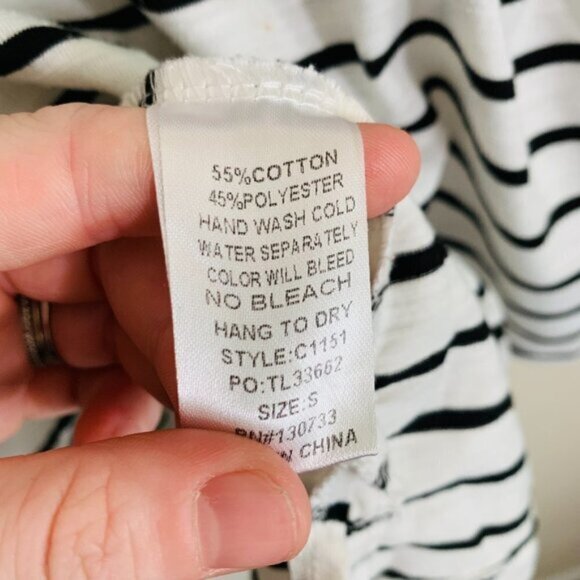 55%COTTON
45%POLYESTER
HAND WASH COLD
WATER SEPARATELY
COLOR WILL BLEED
NO BLEACH
HANG TO DRY
STYLE:C1151
PO:TL33662
SIZE:S
RN#130733
IN CHINA